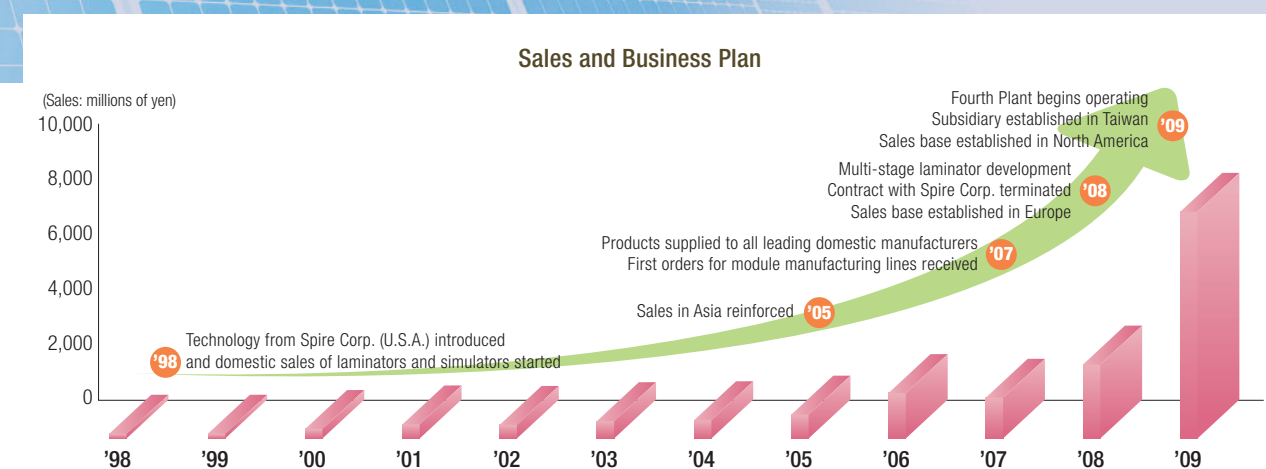 Sales and Business Plan
(Sales: millions of yen)
10,000
8,000
6,000
4,000
2,000
0
Fourth Plant begins operating
Subsidiary established in Taiwan
Sales base established in North America
’09
Multi-stage laminator development
Contract with Spire Corp. terminated
Sales base established in Europe
’08
Products supplied to all leading domestic manufacturers
First orders for module manufacturing lines received
’07
Sales in Asia reinforced
’05
’98
Technology from Spire Corp. (U.S.A.) introduced
and domestic sales of laminators and simulators started
’98 ’99 ’00 ’01 ’02 ’03 ’04 ’05 ’06 ’07 ’08 ’09